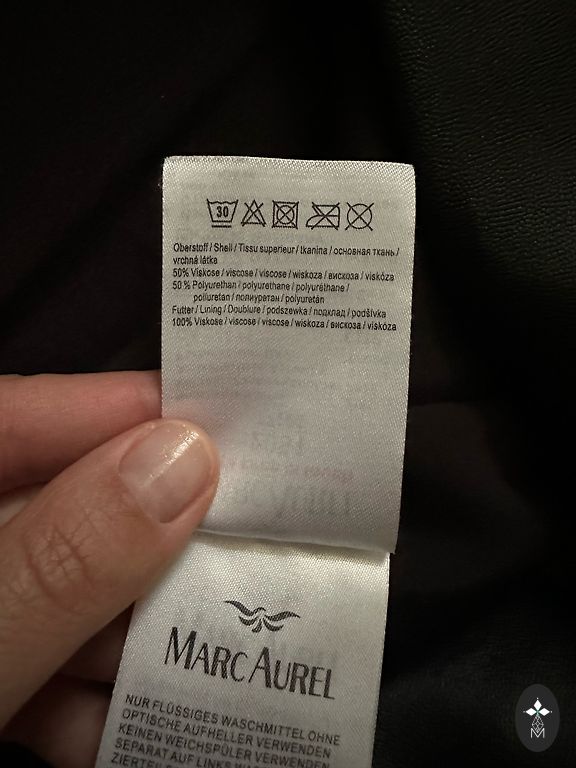 30
Oberstoff / Shell / Tissu superieur / tkanina / основная ткань /
vrchná látka
50% Viskose / viscose / viscose / wiskoza / вискоза / viskóza
50 % Polyurethan / polyurethane / polyuréthane /
poliuretan / полиуретан / polyuretán
Futter / Lining / Doublure / podszewka / подклад / podšívka
100% Viskose / viscose / viscose / wiskoza / вискоза / viskóza
MARC AUREL
NUR FLÜSSIGES WASCHMITTEL OHNE
OPTISCHE AUFHELLER VERWENDEN
KEINEN WEICHSPÜLER VERWENDEN
SEPARAT AUF LINKS
M